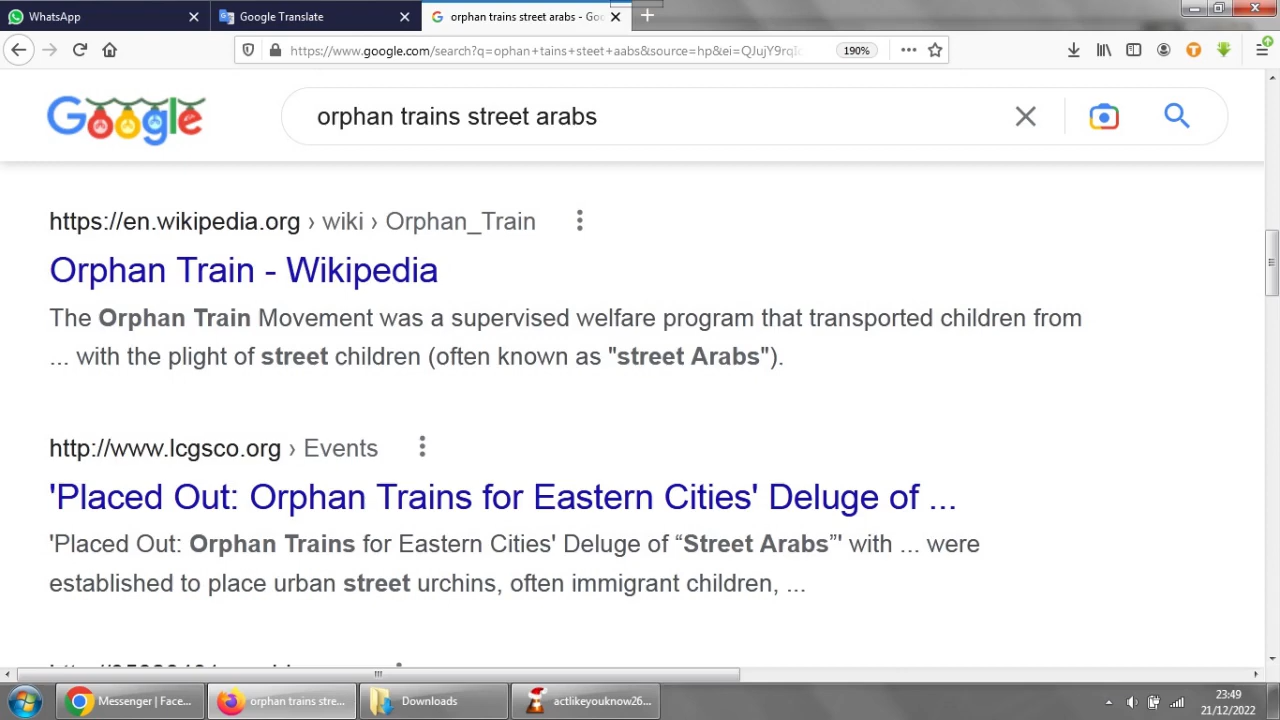 WhatsApp
Google Translate
orphan trains street arabs - Goo
https://www.google.com/search?q=ophan+tains+steet+aabs&source=hp&ei=QJujY9rq
190%
Google
orphan trains street arabs
https://en.wikipedia.org › wiki › Orphan_Train
Orphan Train - Wikipedia
The Orphan Train Movement was a supervised welfare program that transported children from
... with the plight of street children (often known as "street Arabs").
http://www.lcgsco.org › Events
'Placed Out: Orphan Trains for Eastern Cities' Deluge of ...
'Placed Out: Orphan Trains for Eastern Cities' Deluge of “Street Arabs”' with ... were
established to place urban street urchins, often immigrant children, ...
Messenger | Face...
orphan trains stre...
Downloads
actlikeyouknow26...
23:49
21/12/2022